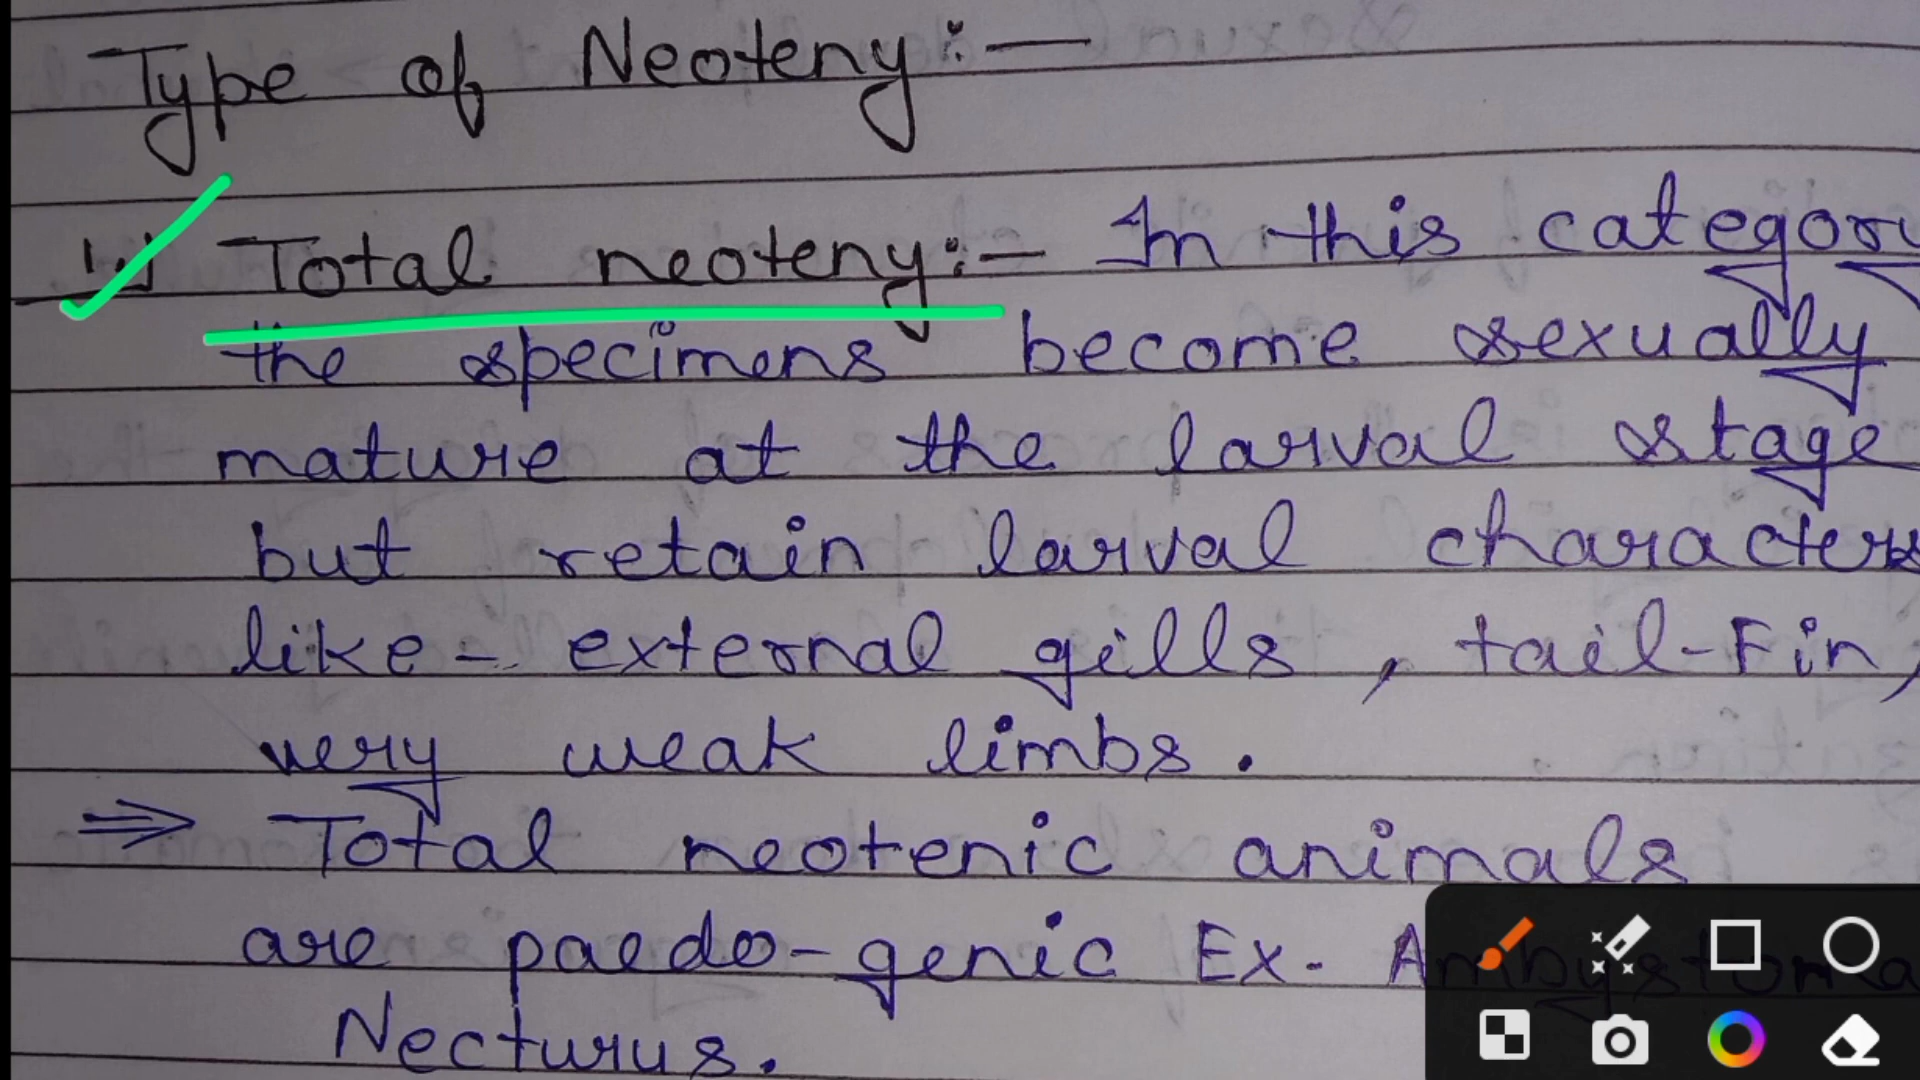 Type of Neoteny:—
(1) Total neoteny:— In this category
the specimens become sexually
mature at the larval stage
but retain larval characters
like - external gills, tail-Fin,
very weak limbs.
⇒ Total neotenic animals
are paedo-genic Ex- Ambystoma
Necturus.